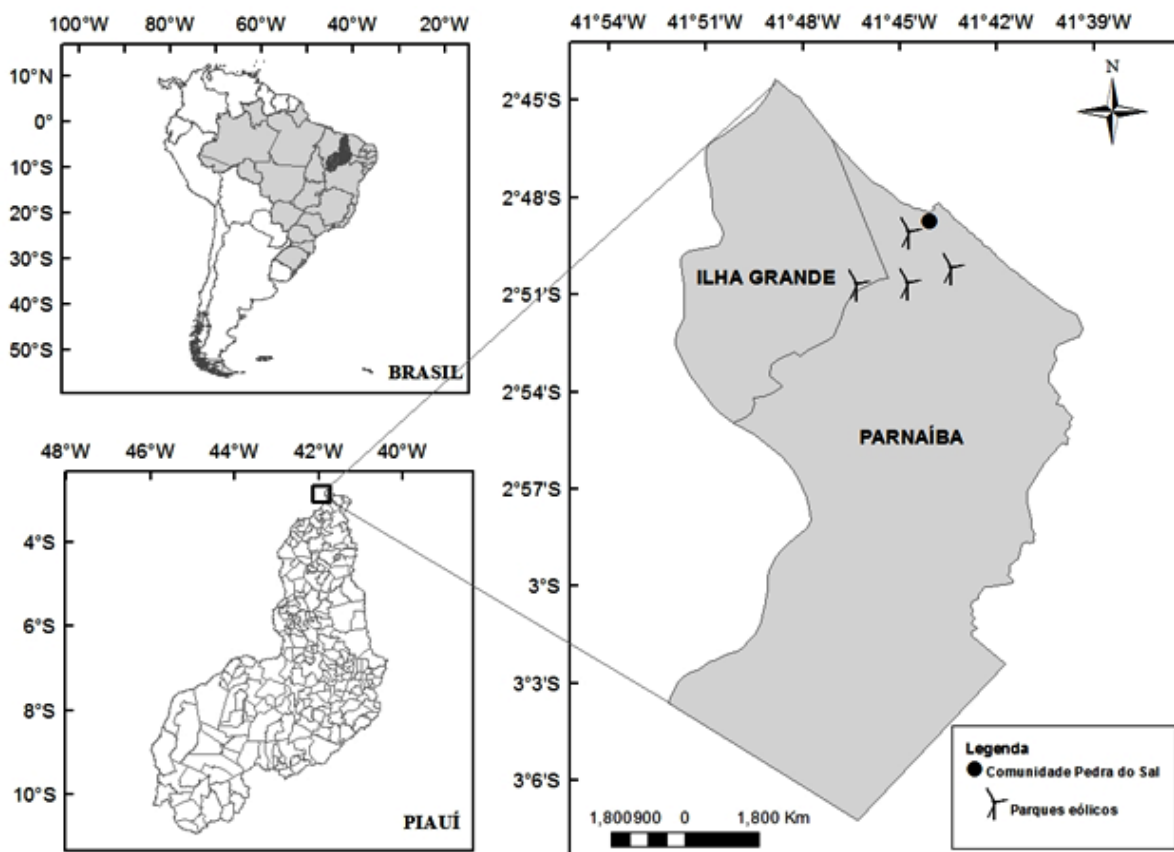 100°W 80°W 60°W 40°W 20°W
10°N
0°
10°S
20°S
30°S
40°S
50°S
BRASIL
48°W 46°W 44°W 42°W 40°W
4°S
6°S
8°S
10°S
PIAUÍ
41°54'W 41°51'W 41°48'W 41°45'W 41°42'W 41°39'W
N
2°45'S
2°48'S
2°51'S
2°54'S
2°57'S
3°S
3°3'S
3°6'S
ILHA GRANDE
PARNAÍBA
1,800900 0 1,800 Km
Legenda
Comunidade Pedra do Sal
Parques eólicos